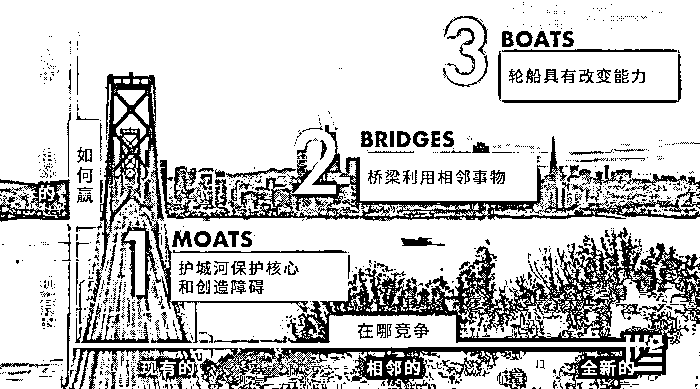 3 BOATS
轮船具有改变能力
2 BRIDGES
桥梁利用相邻事物
如何赢
1 MOATS
护城河保护核心
和创造障碍
在哪竞争
现有的
相邻的
全新的